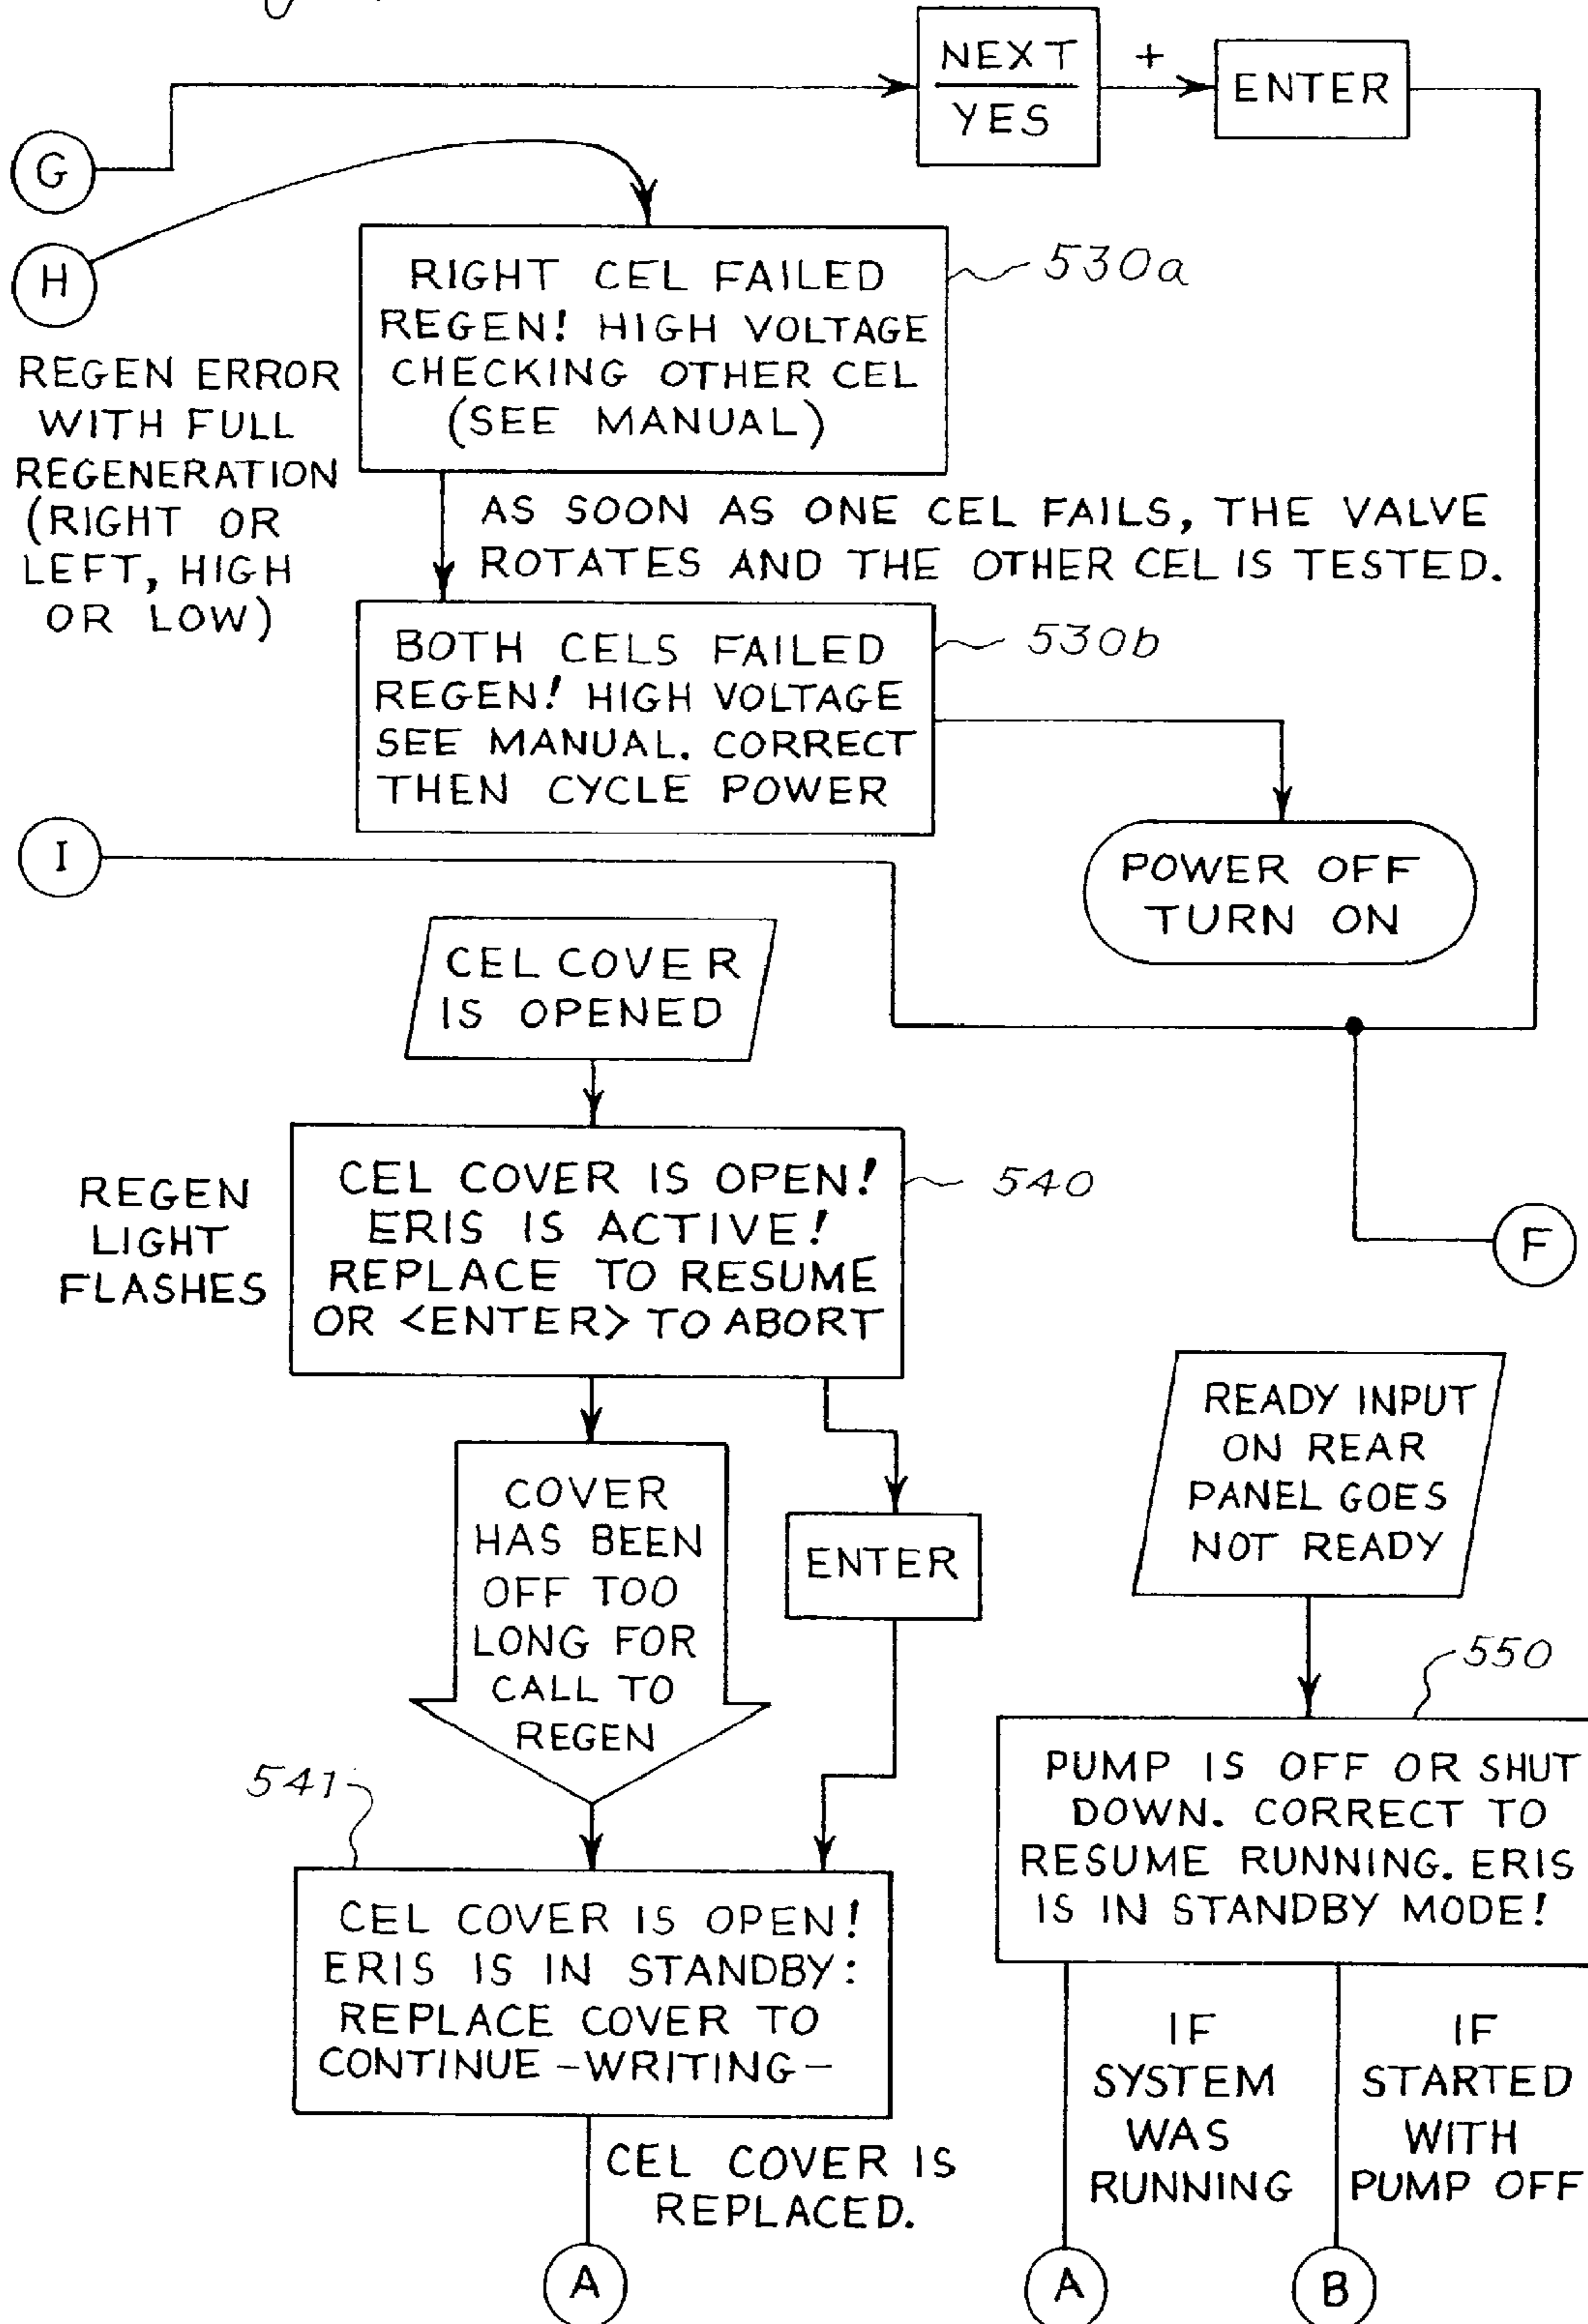 NEXT
YES
+
ENTER
G
H
RIGHT CEL FAILED
REGEN! HIGH VOLTAGE
CHECKING OTHER CEL
(SEE MANUAL)
530a
REGEN ERROR
WITH FULL
REGENERATION
(RIGHT OR
LEFT, HIGH
OR LOW)
AS SOON AS ONE CEL FAILS, THE VALVE
ROTATES AND THE OTHER CEL IS TESTED.
BOTH CELS FAILED
REGEN! HIGH VOLTAGE
SEE MANUAL. CORRECT
THEN CYCLE POWER
530b
I
POWER OFF
TURN ON
CEL COVER
IS OPENED
REGEN
LIGHT
FLASHES
CEL COVER IS OPEN!
ERIS IS ACTIVE!
REPLACE TO RESUME
OR <ENTER> TO ABORT
540
F
COVER
HAS BEEN
OFF TOO
LONG FOR
CALL TO
REGEN
ENTER
READY INPUT
ON REAR
PANEL GOES
NOT READY
541
550
CEL COVER IS OPEN!
ERIS IS IN STANDBY:
REPLACE COVER TO
CONTINUE -WRITING-
PUMP IS OFF OR SHUT
DOWN. CORRECT TO
RESUME RUNNING. ERIS
IS IN STANDBY MODE!
CEL COVER IS
REPLACED.
IF
SYSTEM
WAS
RUNNING
IF
STARTED
WITH
PUMP OFF
A
A
B